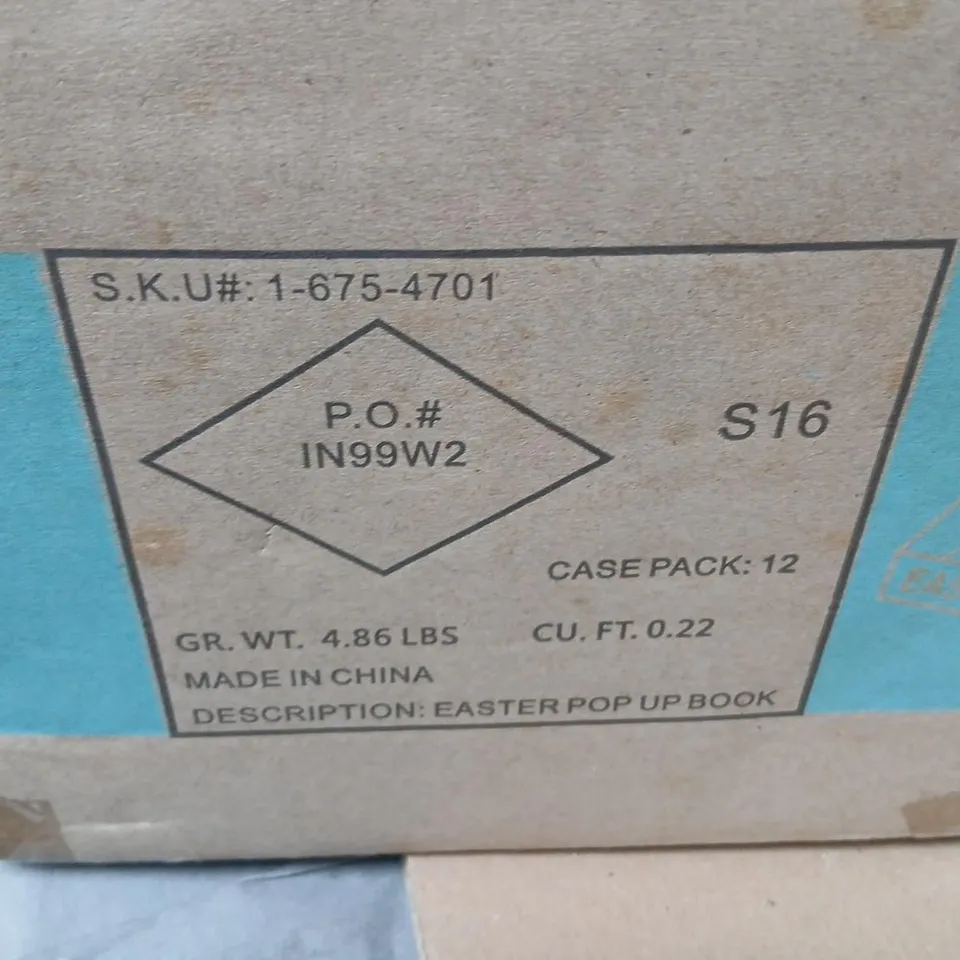 S.K.U#: 1-675-4701
P.O.#
IN99W2
S16
CASE PACK: 12
GR. WT. 4.86 LBS CU. FT. 0.22
MADE IN CHINA
DESCRIPTION: EASTER POP UP BOOK